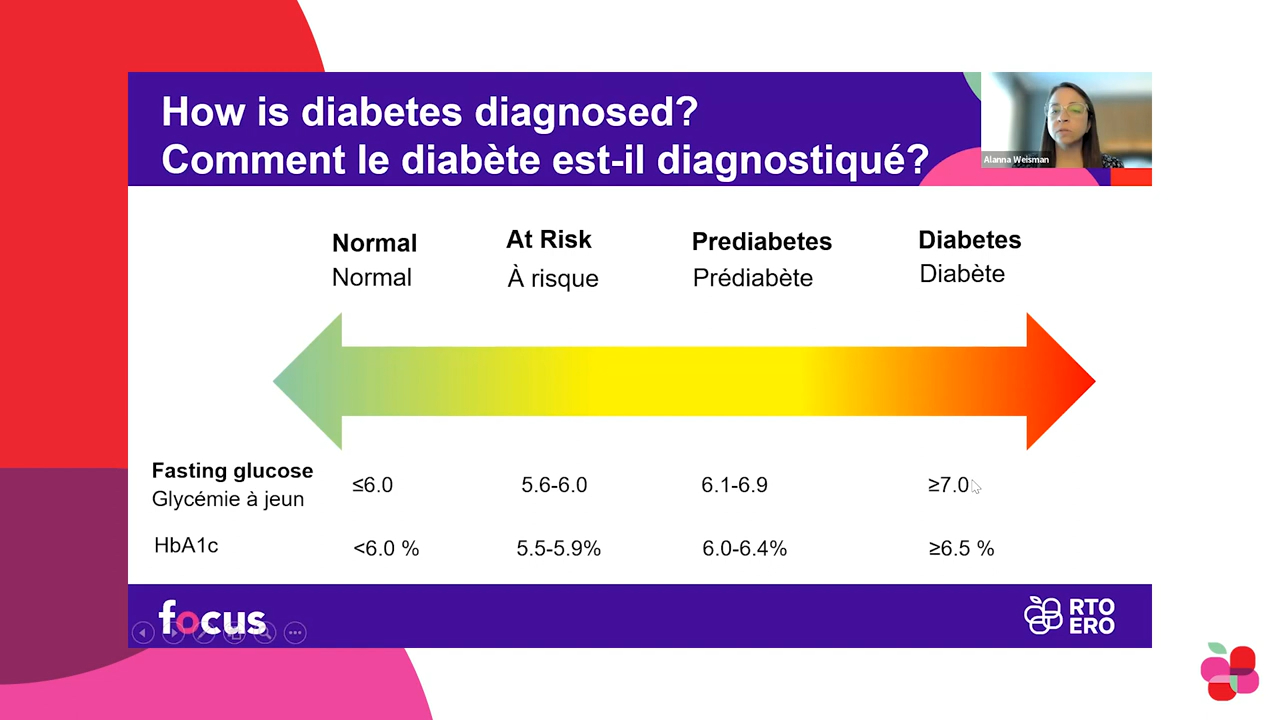 How is diabetes diagnosed?
Comment le diabète est-il diagnostiqué?
Alanna Weisman
Normal
Normal
At Risk
À risque
Prediabetes
Prédiabète
Diabetes
Diabète
Fasting glucose
Glycémie à jeun
≤6.0
5.6-6.0
6.1-6.9
≥7.0
HbA1c
<6.0 %
5.5-5.9%
6.0-6.4%
≥6.5 %
focus
RTO
ERO